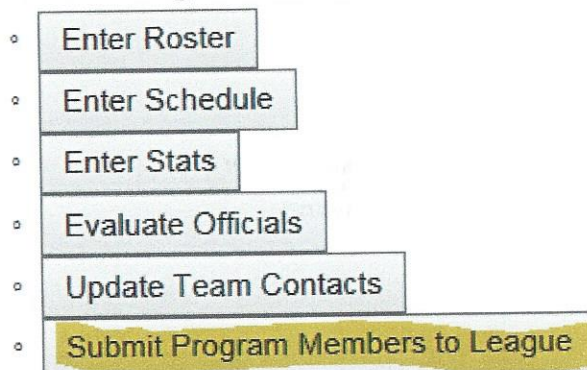 Enter Roster
Enter Schedule
Enter Stats
Evaluate Officials
Update Team Contacts
Submit Program Members to League